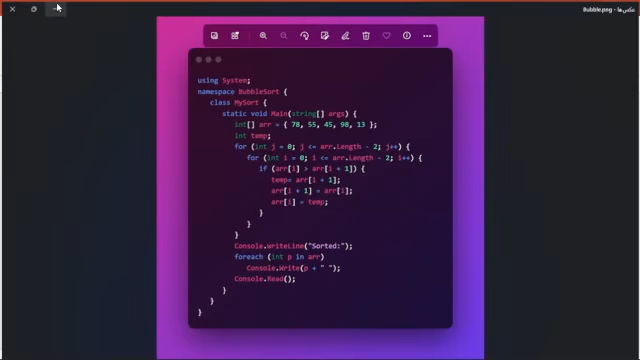 Bubble.png - عکس‌ها
using System;
namespace BubbleSort {
class MySort {
static void Main(string[] args) {
int[] arr = { 78, 55, 45, 98, 13 };
int temp;
for (int j = 0; j <= arr.Length - 2; j++) {
for (int i = 0; i <= arr.Length - 2; i++) {
if (arr[i] > arr[i + 1]) {
temp= arr[i + 1];
arr[i + 1] = arr[i];
arr[i] = temp;
}
}
}
Console.WriteLine("Sorted:");
foreach (int p in arr)
Console.Write(p + " ");
Console.Read();
}
}
}